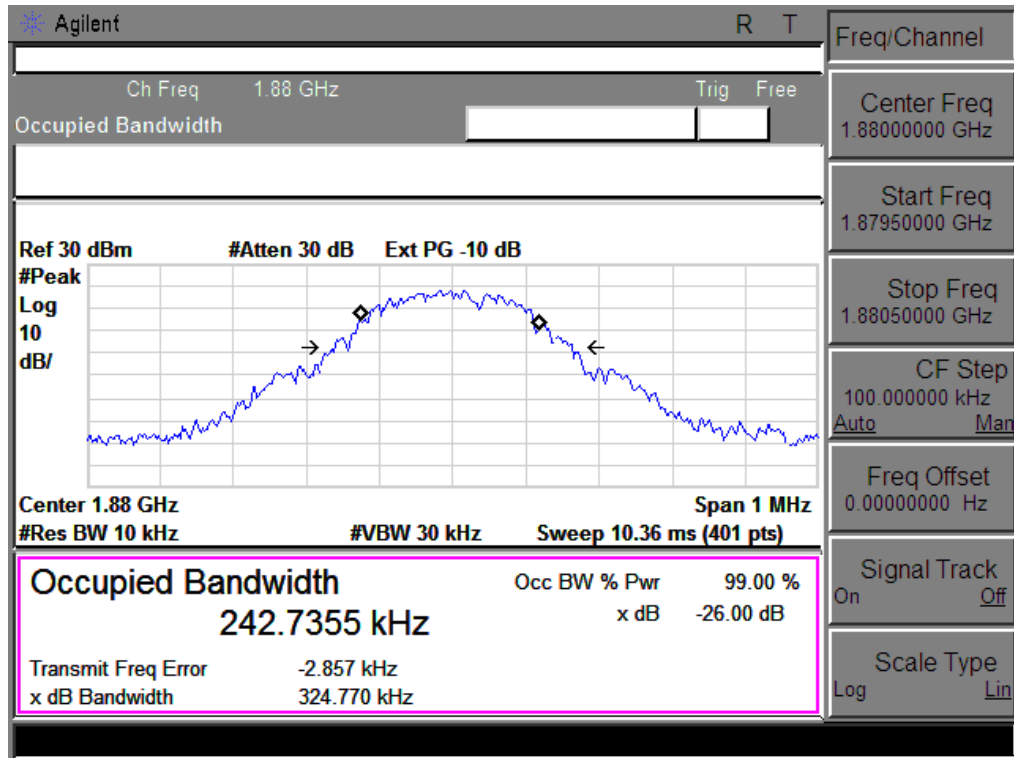 Agilent R T
Ch Freq 1.88 GHz Trig Free
Occupied Bandwidth
Ref 30 dBm #Atten 30 dB Ext PG -10 dB
#Peak
Log
10
dB/
Center 1.88 GHz Span 1 MHz
#Res BW 10 kHz #VBW 30 kHz Sweep 10.36 ms (401 pts)
Occupied Bandwidth
242.7355 kHz
Occ BW % Pwr 99.00 %
x dB -26.00 dB
Transmit Freq Error -2.857 kHz
x dB Bandwidth 324.770 kHz
Freq/Channel
Center Freq
1.88000000 GHz
Start Freq
1.87950000 GHz
Stop Freq
1.88050000 GHz
CF Step
100.000000 kHz
Auto Man
Freq Offset
0.00000000 Hz
Signal Track
On Off
Scale Type
Log Lin